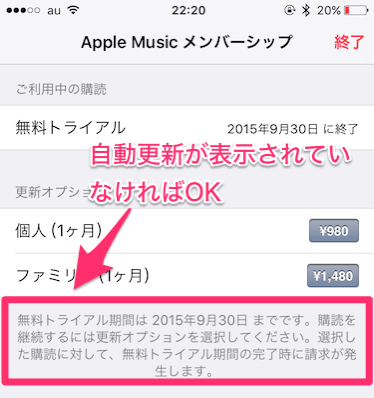 au 22:20 20%
Apple Music メンバーシップ 終了
ご利用中の購読
無料トライアル 2015年9月30日 に終了
自動更新が表示されてい
なければOK
更新オプション
個人 (1ヶ月) ¥980
ファミリー (1ヶ月) ¥1,480
無料トライアル期間は 2015年9月30日 までです。購読を
継続するには更新オプションを選択してください。選択し
た購読に対して、無料トライアル期間の完了時に請求が発
生します。